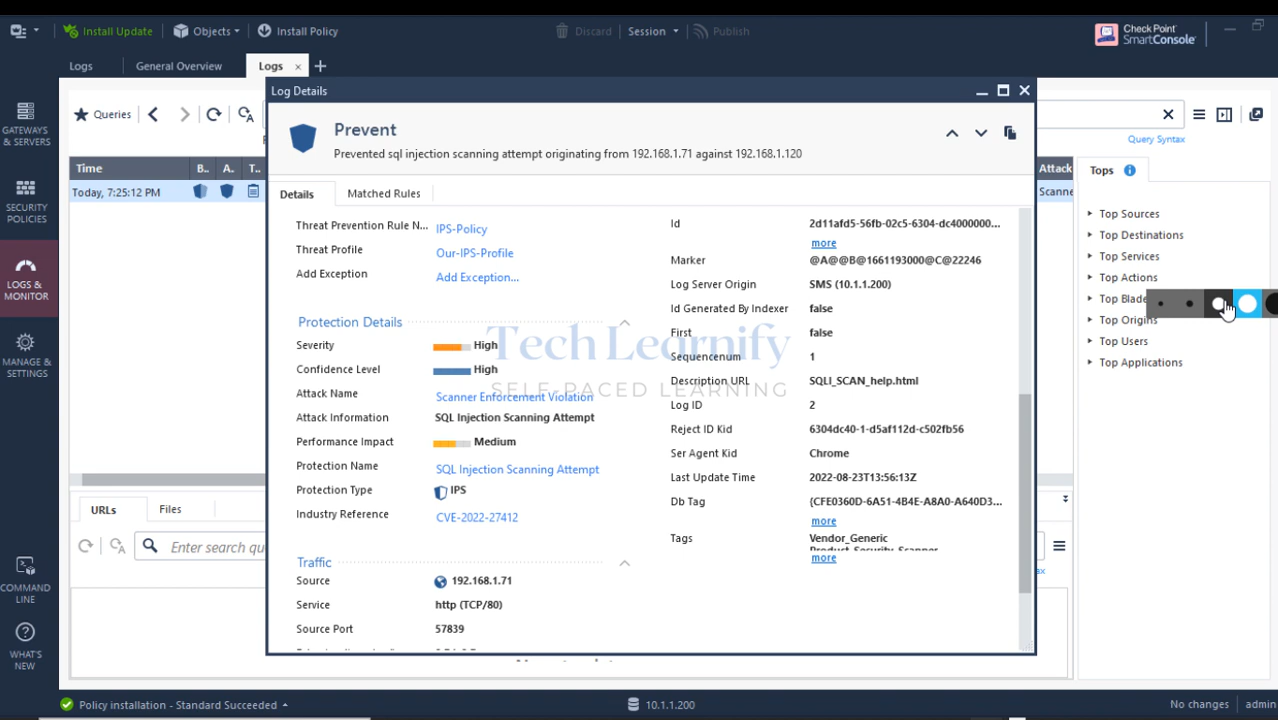 Install Update
Objects
Install Policy
Discard
Session
Publish
Check Point
SmartConsole
Logs
General Overview
Logs
Log Details
GATEWAYS
& SERVERS
SECURITY
POLICIES
LOGS &
MONITOR
MANAGE &
SETTINGS
COMMAND
LINE
WHAT'S
NEW
Queries
Query Syntax
Time
B..
A..
T..
Attack
Today, 7:25:12 PM
Scanne
Prevent
Prevented sql injection scanning attempt originating from 192.168.1.71 against 192.168.1.120
Details
Matched Rules
Threat Prevention Rule N...
IPS-Policy
Threat Profile
Our-IPS-Profile
Add Exception
Add Exception...
Protection Details
Severity
High
Confidence Level
High
Attack Name
Scanner Enforcement Violation
Attack Information
SQL Injection Scanning Attempt
Performance Impact
Medium
Protection Name
SQL Injection Scanning Attempt
Protection Type
IPS
Industry Reference
CVE-2022-27412
Traffic
Source
192.168.1.71
Service
http (TCP/80)
Source Port
57839
Id
2d11afd5-56fb-02c5-6304-dc4000000...
more
Marker
@A@@B@1661193000@C@22246
Log Server Origin
SMS (10.1.1.200)
Id Generated By Indexer
false
First
false
Sequencenum
1
Description URL
SQLI_SCAN_help.html
Log ID
2
Reject ID Kid
6304dc40-1-d5af112d-c502fb56
Ser Agent Kid
Chrome
Last Update Time
2022-08-23T13:56:13Z
Db Tag
{CFE0360D-6A51-4B4E-A8A0-A640D3...
more
Tags
Vendor_Generic
Product_Security_Scanner
more
Tech Learnify
SELF-PACED LEARNING
Tops
Top Sources
Top Destinations
Top Services
Top Actions
Top Blade
Top Origins
Top Users
Top Applications
URLs
Files
Enter search qu
Policy installation - Standard Succeeded
10.1.1.200
No changes
admin